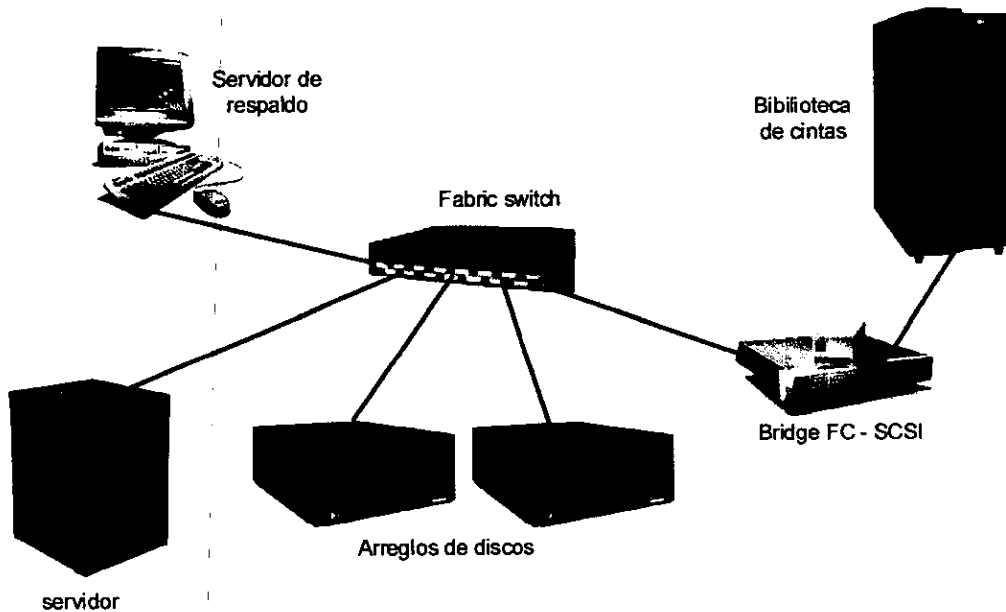 Servidor de
respaldo
Bibilioteca
de cintas
Fabric switch
Bridge FC - SCSI
Arreglos de discos
servidor